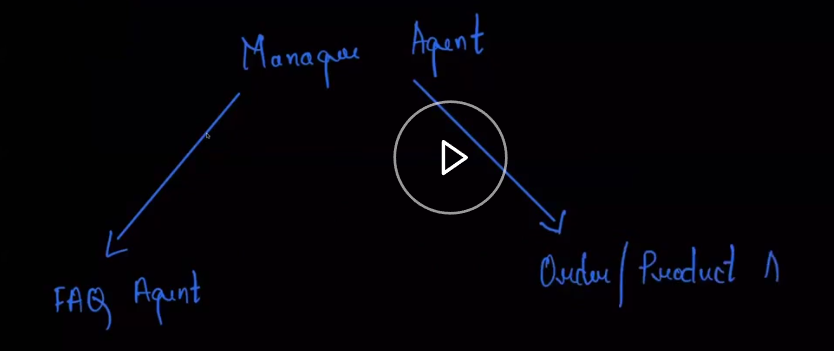 Manager Agent
FAQ Agent
Order/Product A